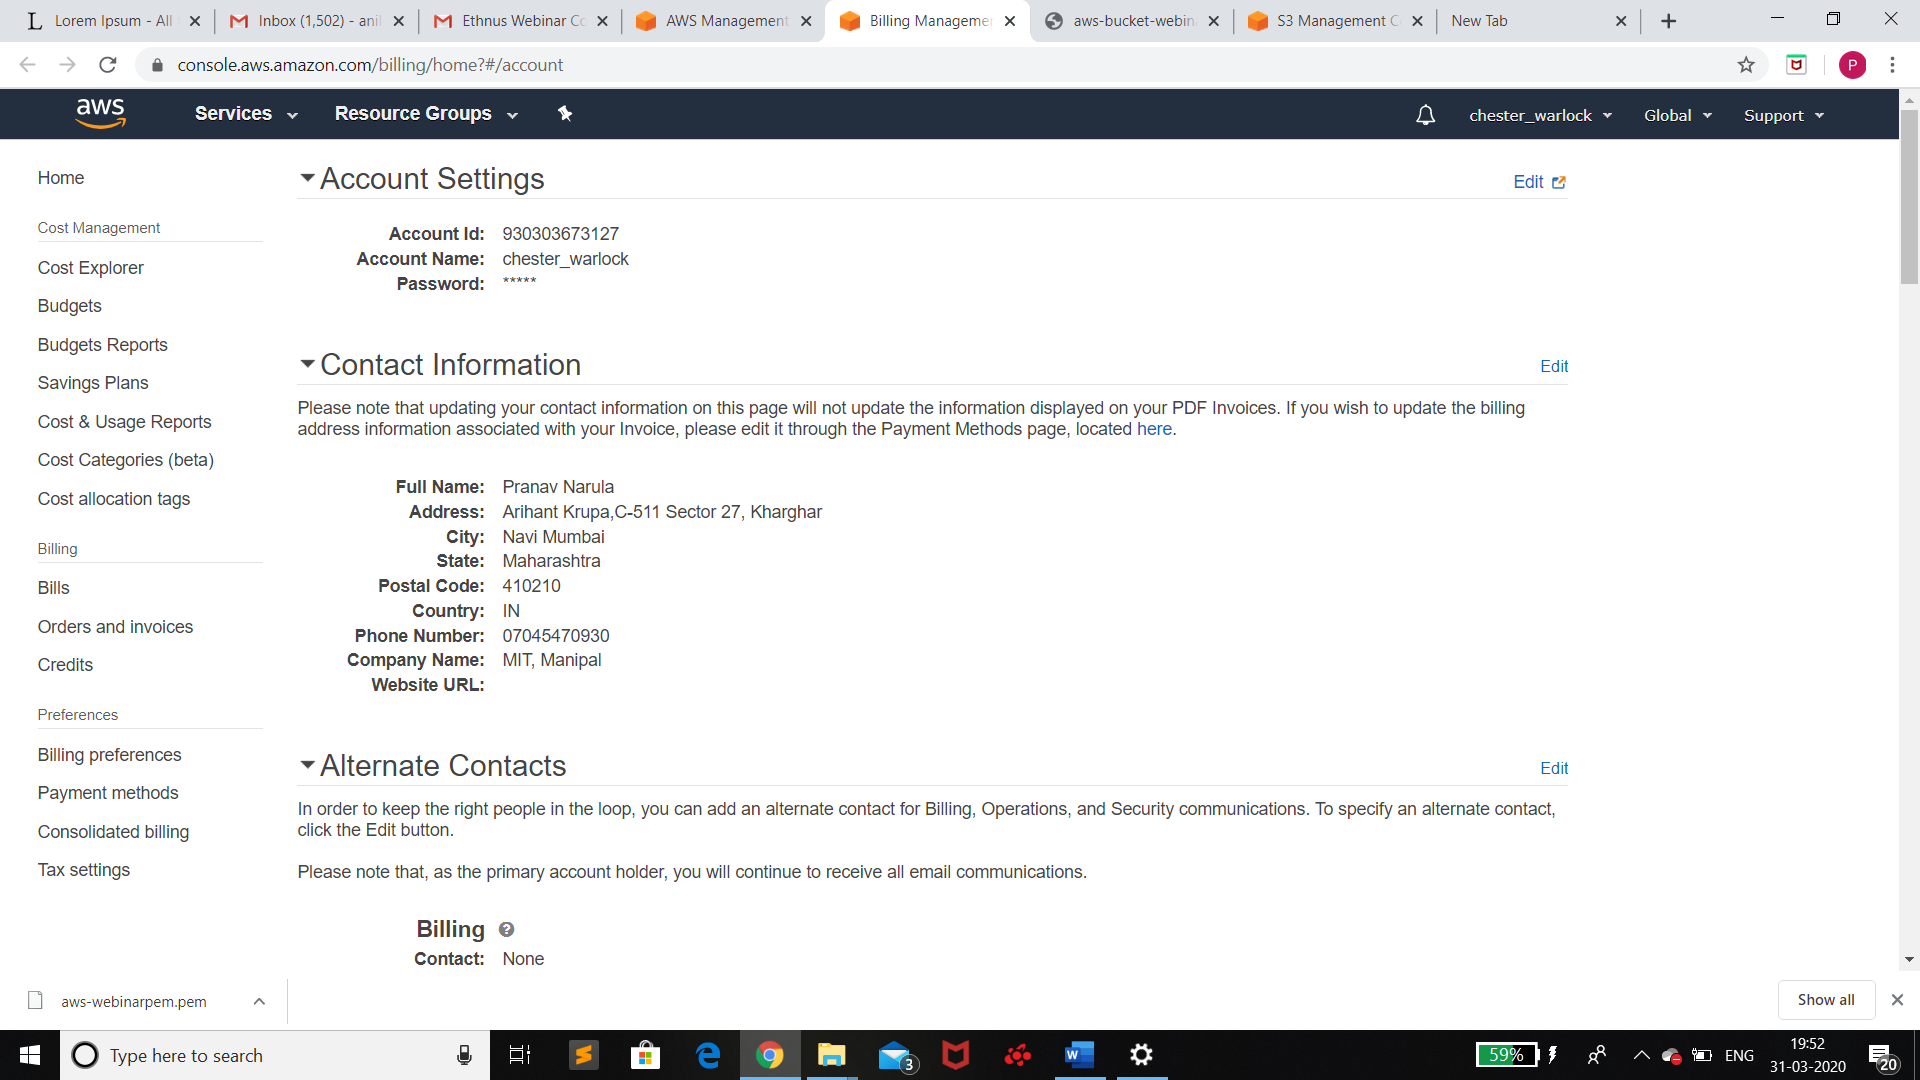 Lorem Ipsum - All
Inbox (1,502) - ani
Ethnus Webinar Co
AWS Management
Billing Managemen
aws-bucket-webin
S3 Management C
New Tab
console.aws.amazon.com/billing/home?#/account
P
aws
Services
Resource Groups
chester_warlock
Global
Support
Home
Cost Management
Cost Explorer
Budgets
Budgets Reports
Savings Plans
Cost & Usage Reports
Cost Categories (beta)
Cost allocation tags
Billing
Bills
Orders and invoices
Credits
Preferences
Billing preferences
Payment methods
Consolidated billing
Tax settings
Account Settings
Edit
Account Id: 930303673127
Account Name: chester_warlock
Password: *****
Contact Information
Edit
Please note that updating your contact information on this page will not update the information displayed on your PDF Invoices. If you wish to update the billing
address information associated with your Invoice, please edit it through the Payment Methods page, located here.
Full Name: Pranav Narula
Address: Arihant Krupa,C-511 Sector 27, Kharghar
City: Navi Mumbai
State: Maharashtra
Postal Code: 410210
Country: IN
Phone Number: 07045470930
Company Name: MIT, Manipal
Website URL:
Alternate Contacts
Edit
In order to keep the right people in the loop, you can add an alternate contact for Billing, Operations, and Security communications. To specify an alternate contact,
click the Edit button.
Please note that, as the primary account holder, you will continue to receive all email communications.
Billing
Contact: None
aws-webinarpem.pem
Show all
Type here to search
3
59%
ENG
19:52
31-03-2020
20